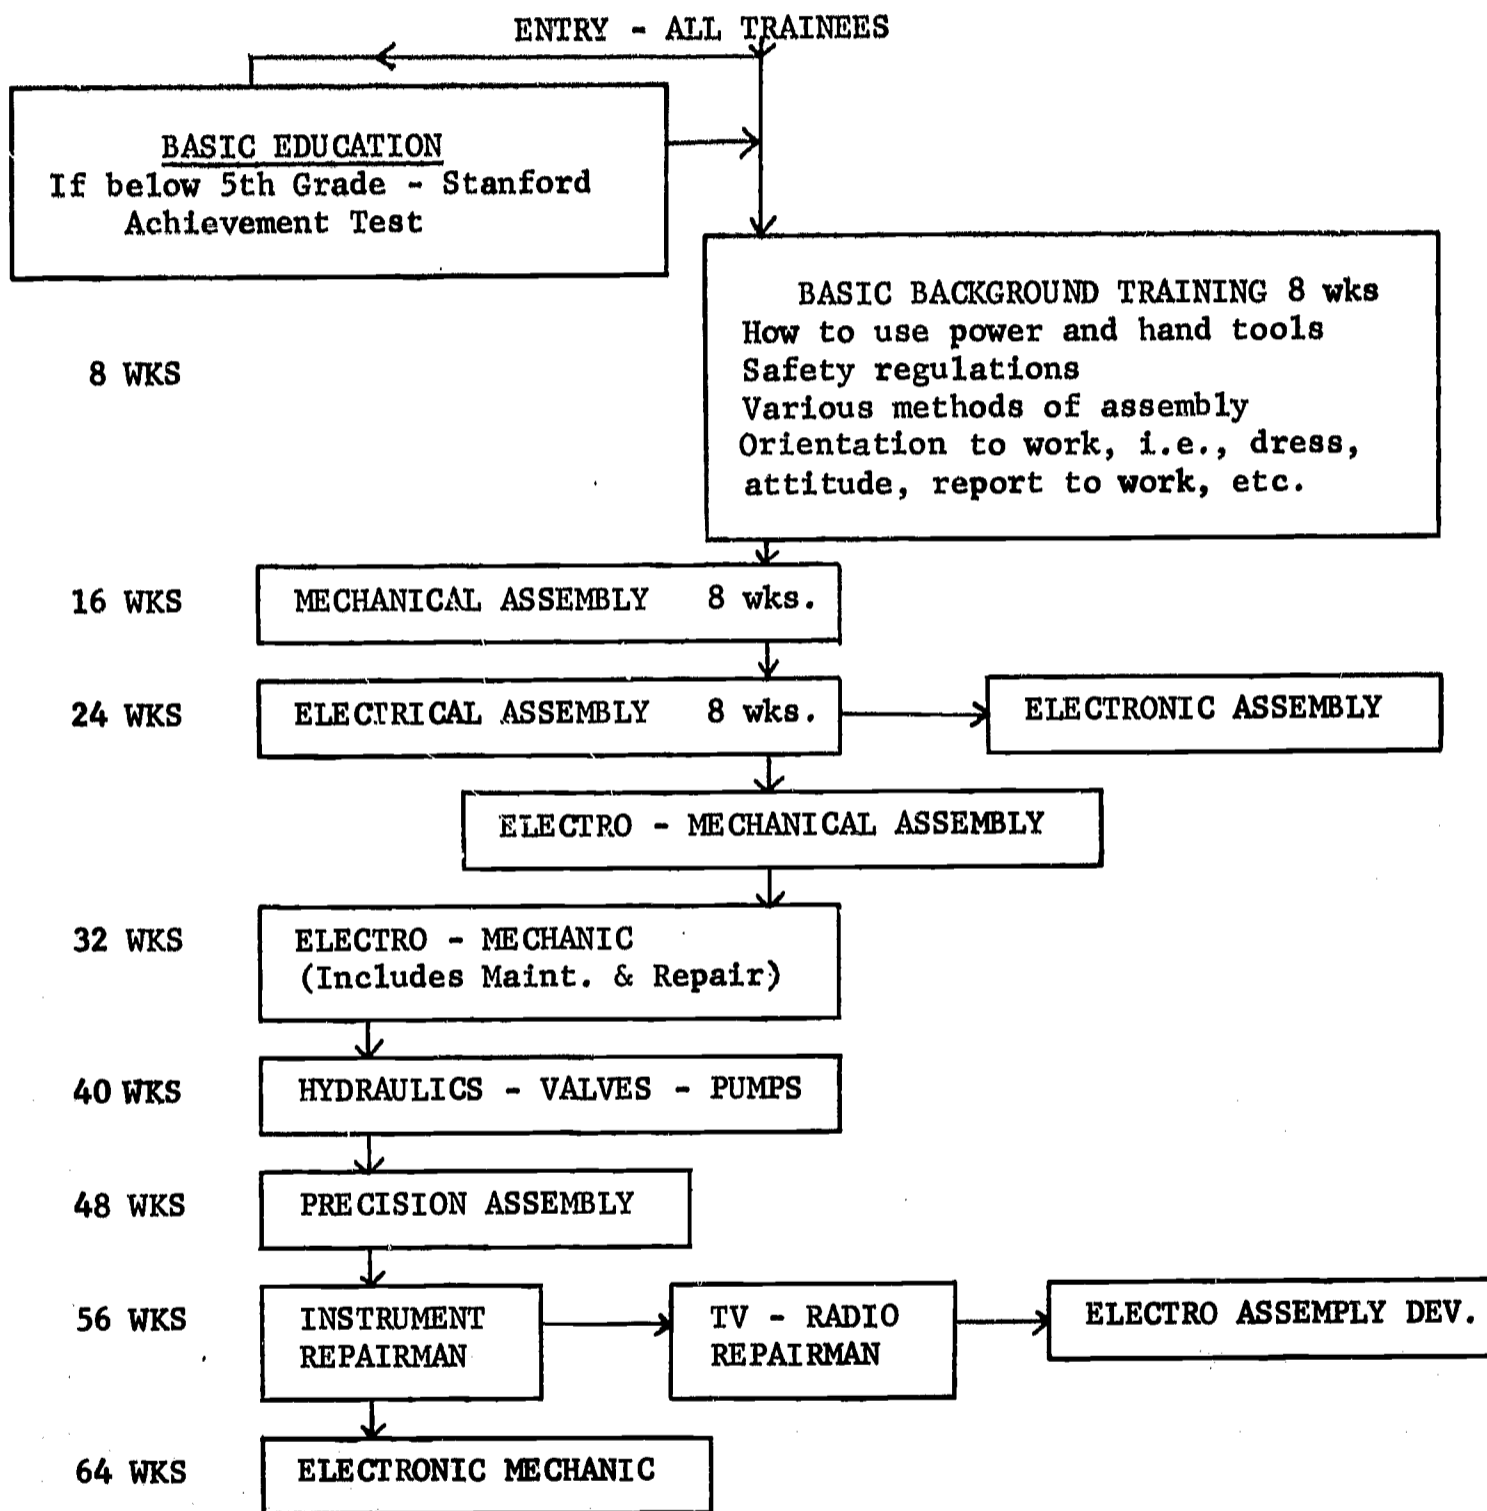 ENTRY - ALL TRAINEES
BASIC EDUCATION
If below 5th Grade - Stanford
Achievement Test
BASIC BACKGROUND TRAINING 8 wks
How to use power and hand tools
Safety regulations
Various methods of assembly
Orientation to work, i.e., dress,
attitude, report to work, etc.
8 WKS
16 WKS
MECHANICAL ASSEMBLY 8 wks.
24 WKS
ELECTRICAL ASSEMBLY 8 wks.
ELECTRONIC ASSEMBLY
ELECTRO - MECHANICAL ASSEMBLY
32 WKS
ELECTRO - MECHANIC
(Includes Maint. & Repair)
40 WKS
HYDRAULICS - VALVES - PUMPS
48 WKS
PRECISION ASSEMBLY
56 WKS
INSTRUMENT
REPAIRMAN
TV - RADIO
REPAIRMAN
ELECTRO ASSEMPLY DEV.
64 WKS
ELECTRONIC MECHANIC